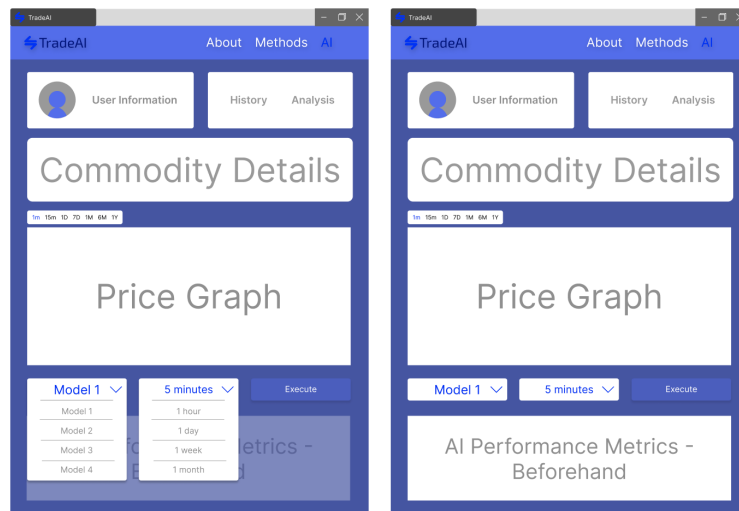 TradeAI
TradeAI About Methods AI
User Information History Analysis
Commodity Details
1m 15m 1D 7D 1M 6M 1Y
Price Graph
Model 1 5 minutes Execute
Model 1 1 hour
Model 2 1 day
Model 3 1 week
Model 4 1 month
TradeAI
TradeAI About Methods AI
User Information History Analysis
Commodity Details
1m 15m 1D 7D 1M 6M 1Y
Price Graph
Model 1 5 minutes Execute
AI Performance Metrics -
Beforehand